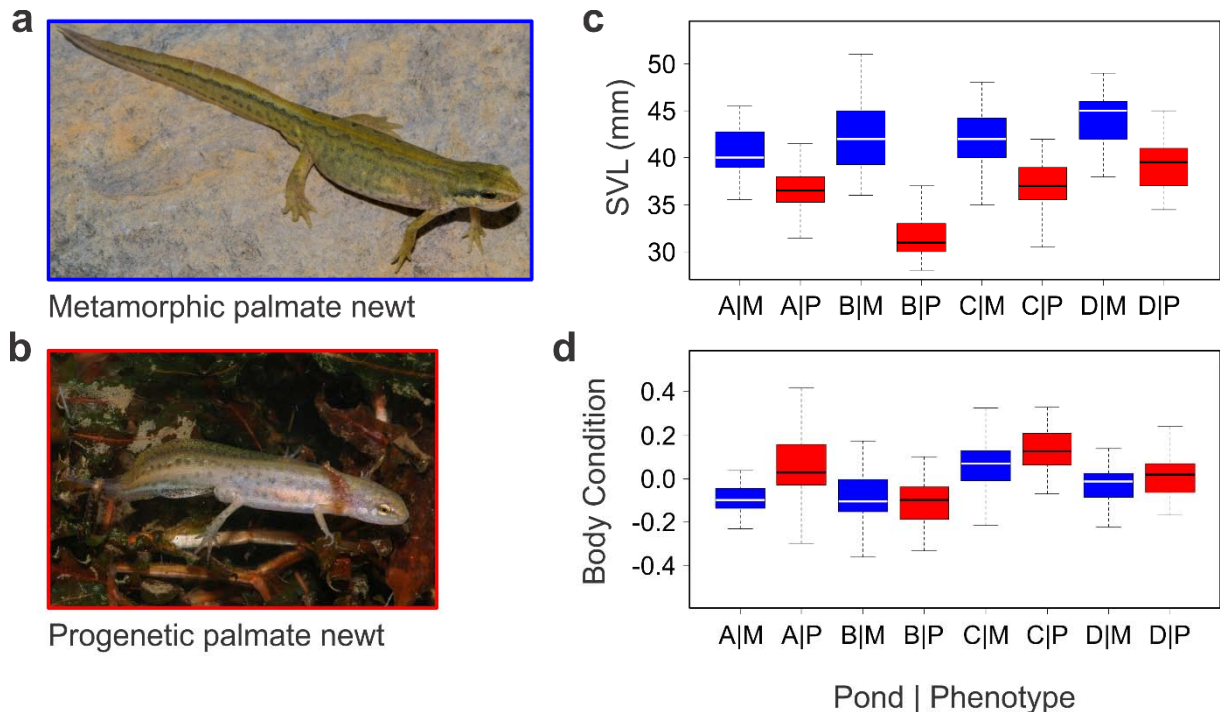 a
Metamorphic palmate newt
b
Progenetic palmate newt
c
SVL (mm)
50
45
40
35
30
A|M A|P B|M B|P C|M C|P D|M D|P
d
Body Condition
0.4
0.2
0.0
-0.2
-0.4
A|M A|P B|M B|P C|M C|P D|M D|P
Pond | Phenotype